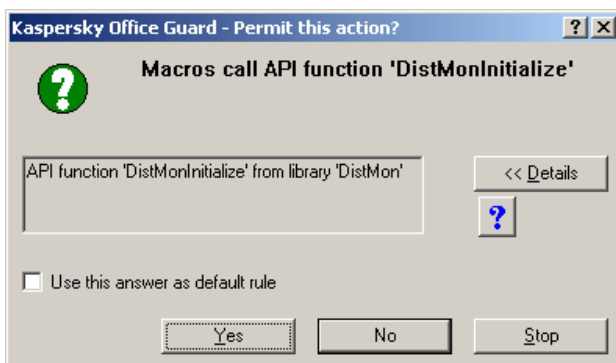 Kaspersky Office Guard - Permit this action?
Macros call API function 'DistMonInitialize'
API function 'DistMonInitialize' from library 'DistMon'
<< Details
Use this answer as default rule
Yes No Stop